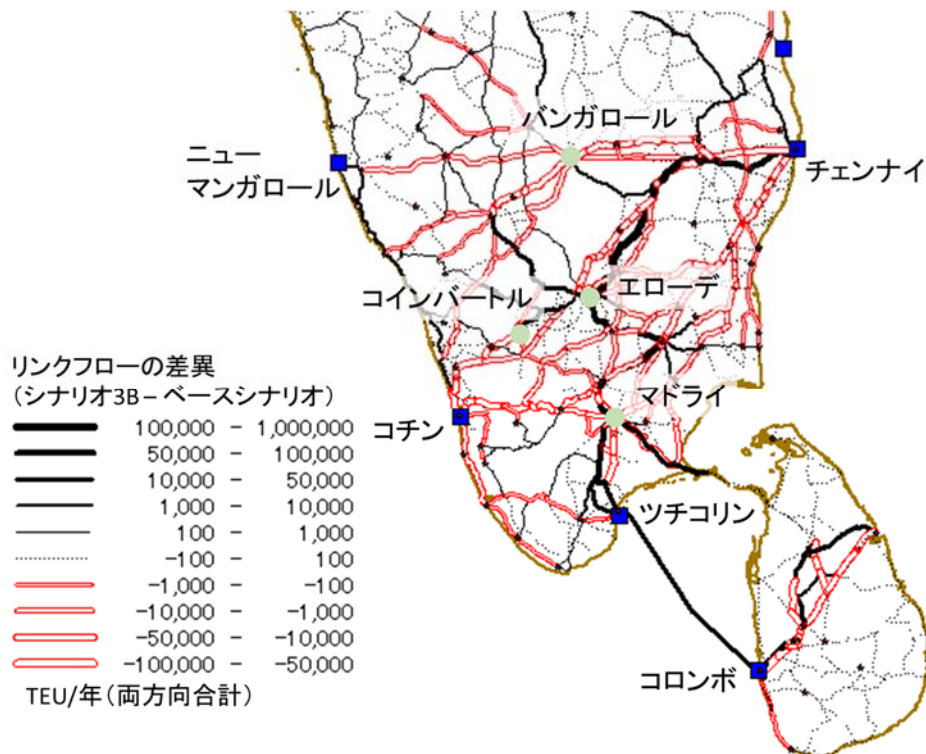 バンガロール
ニュー
マンガロール
チェンナイ
コインバートル
エローデ
リンクフローの差異
（シナリオ3B – ベースシナリオ）
100,000 - 1,000,000
50,000 - 100,000
10,000 - 50,000
1,000 - 10,000
100 - 1,000
-100 - 100
-1,000 - -100
-10,000 - -1,000
-50,000 - -10,000
-100,000 - -50,000
TEU/年（両方向合計）
マドライ
コチン
ツチコリン
コロンボ